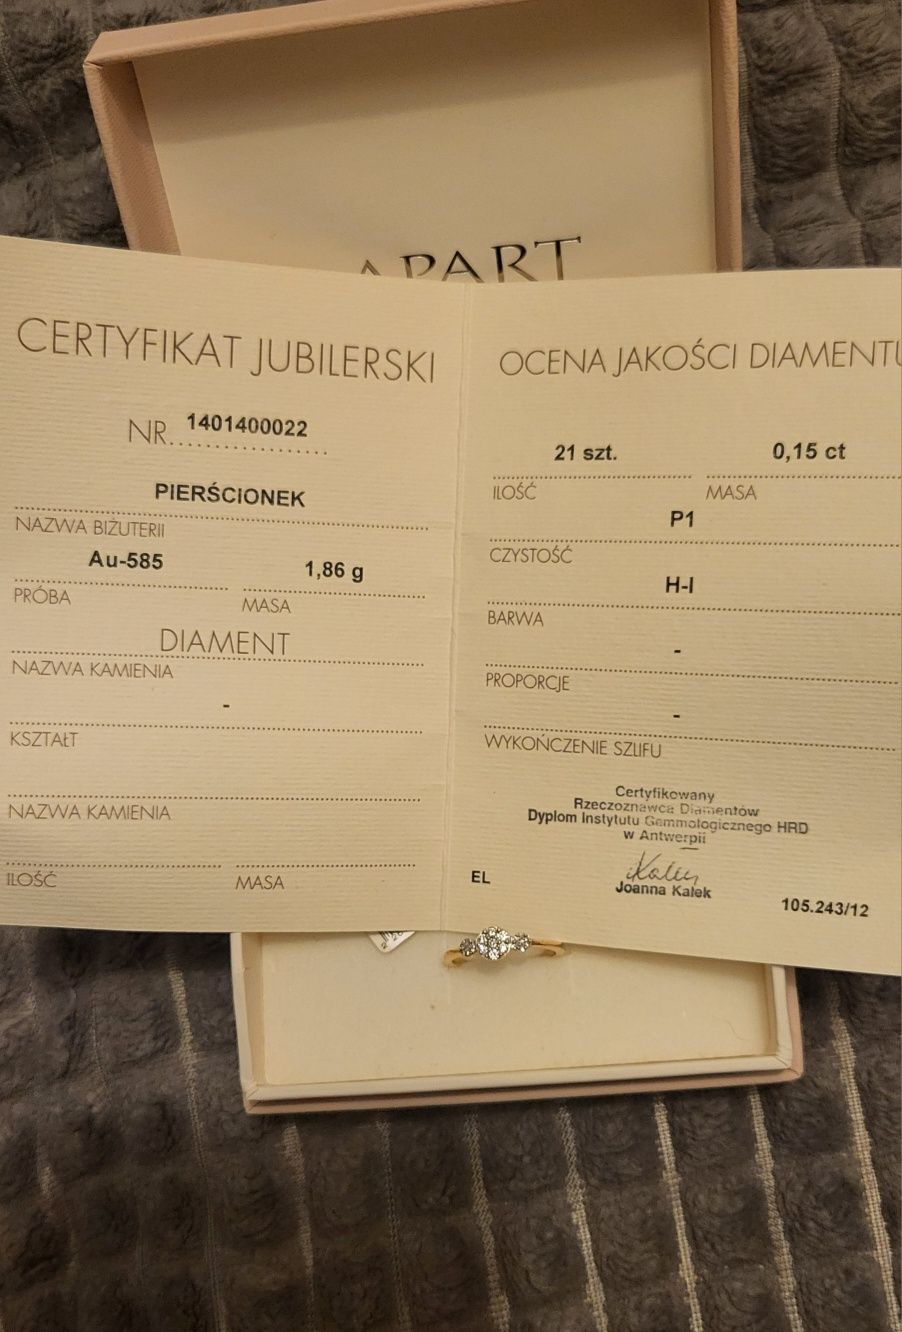 APART
CERTYFIKAT JUBILERSKI
NR. 1401400022
PIERŚCIONEK
NAZWA BIŻUTERII
Au-585 1,86 g
PRÓBA MASA
DIAMENT
NAZWA KAMIENIA
-
KSZTAŁT
NAZWA KAMIENIA
ILOŚĆ MASA
OCENA JAKOŚCI DIAMENTU
21 szt. 0,15 ct
ILOŚĆ MASA
P1
CZYSTOŚĆ
H-I
BARWA
-
PROPORCJE
-
WYKOŃCZENIE SZLIFU
Certyfikowany
Rzeczoznawca Diamentów
Dyplom Instytutu Gemmologicznego HRD
w Antwerpii
EL
Joanna Kalek
105.243/12